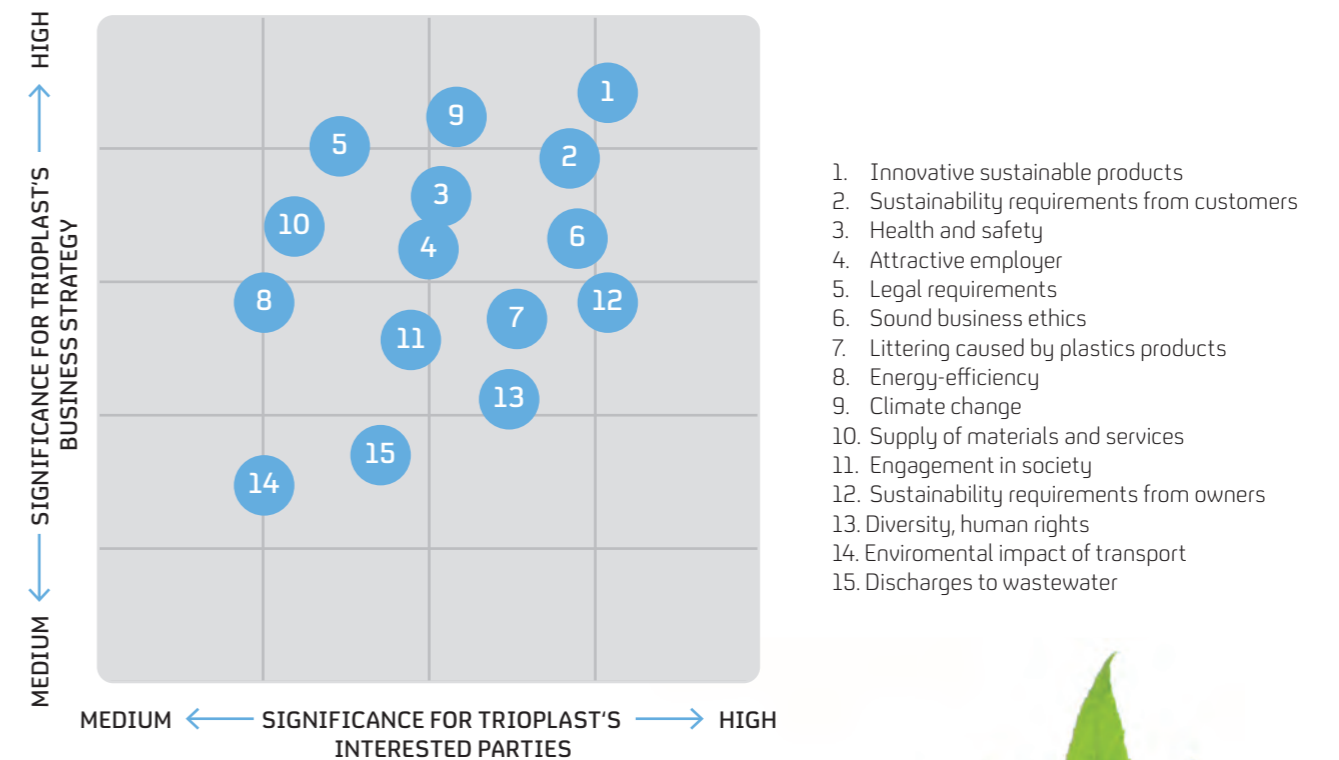 HIGH
SIGNIFICANCE FOR TRIOPLAST'S
BUSINESS STRATEGY
MEDIUM
1
9
5
2
3
10
6
4
8
12
7
11
13
15
14
MEDIUM
SIGNIFICANCE FOR TRIOPLAST'S
INTERESTED PARTIES
HIGH
1. Innovative sustainable products
2. Sustainability requirements from customers
3. Health and safety
4. Attractive employer
5. Legal requirements
6. Sound business ethics
7. Littering caused by plastics products
8. Energy-efficiency
9. Climate change
10. Supply of materials and services
11. Engagement in society
12. Sustainability requirements from owners
13. Diversity, human rights
14. Enviromental impact of transport
15. Discharges to wastewater